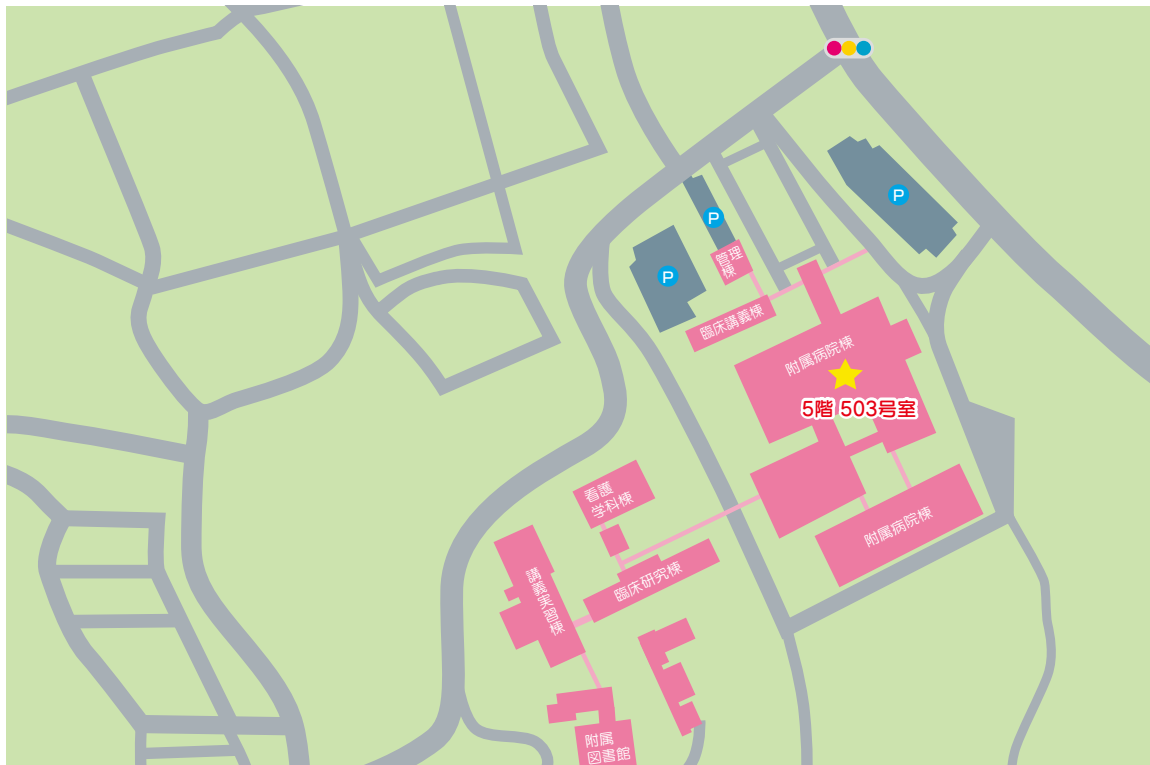 P
P
P
管理
棟
臨床講義棟
附属病院棟
5階 503号室
看護
学科棟
附属病院棟
講義実習棟
臨床研究棟
附属
図書館